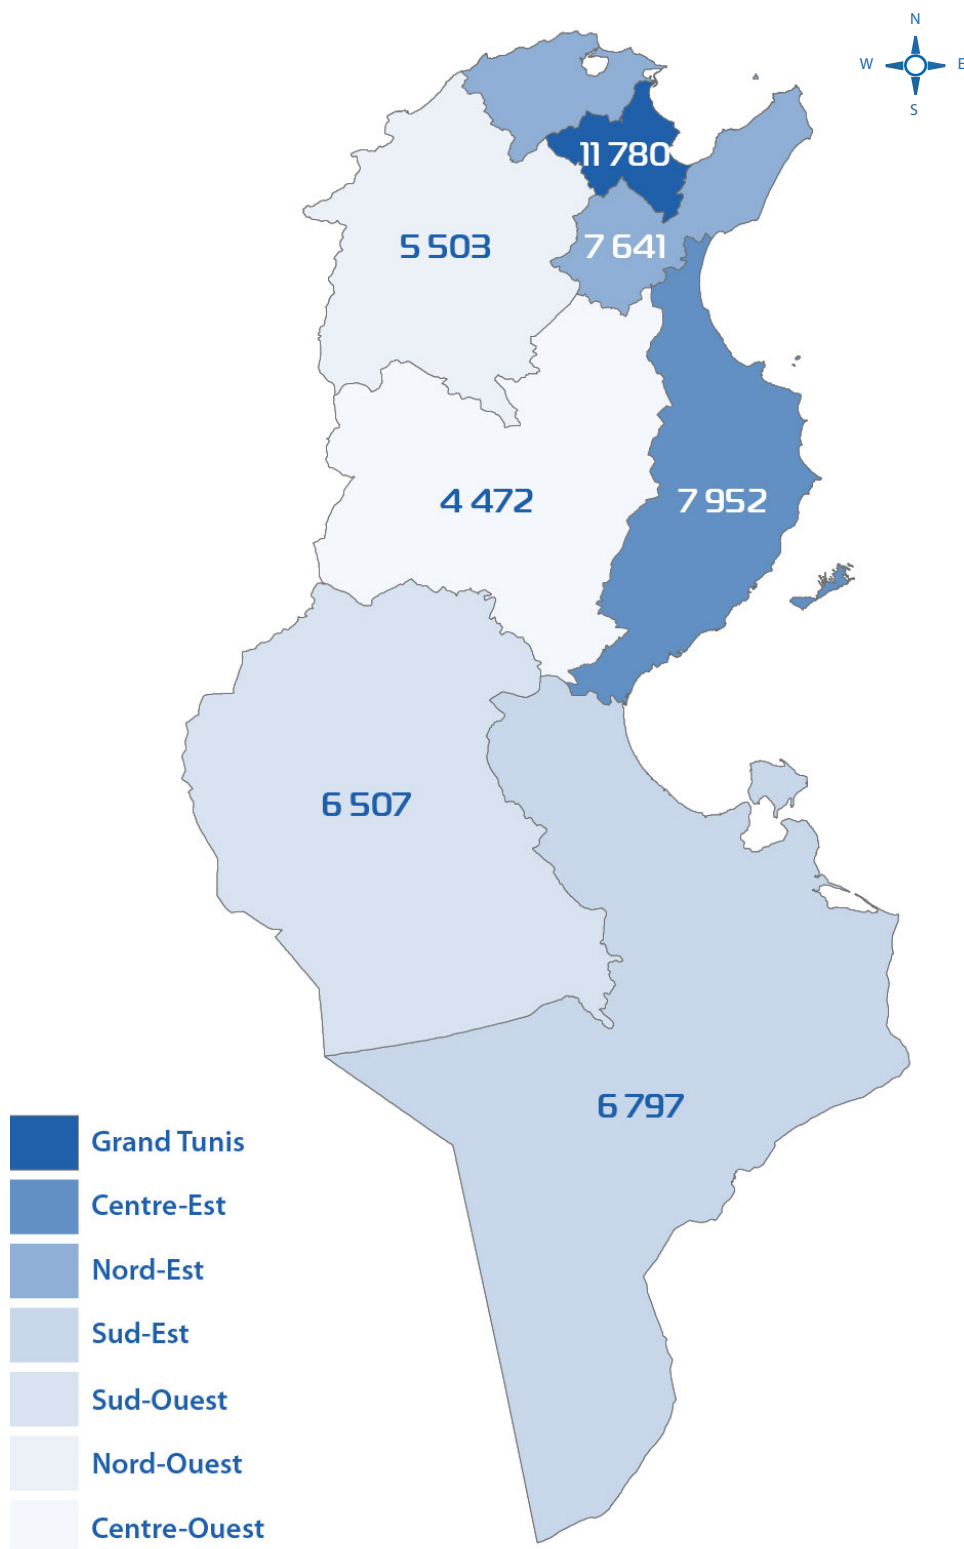 N
W E
S
11 780
5 503
7 641
4 472
7 952
6 507
6 797
Grand Tunis
Centre-Est
Nord-Est
Sud-Est
Sud-Ouest
Nord-Ouest
Centre-Ouest